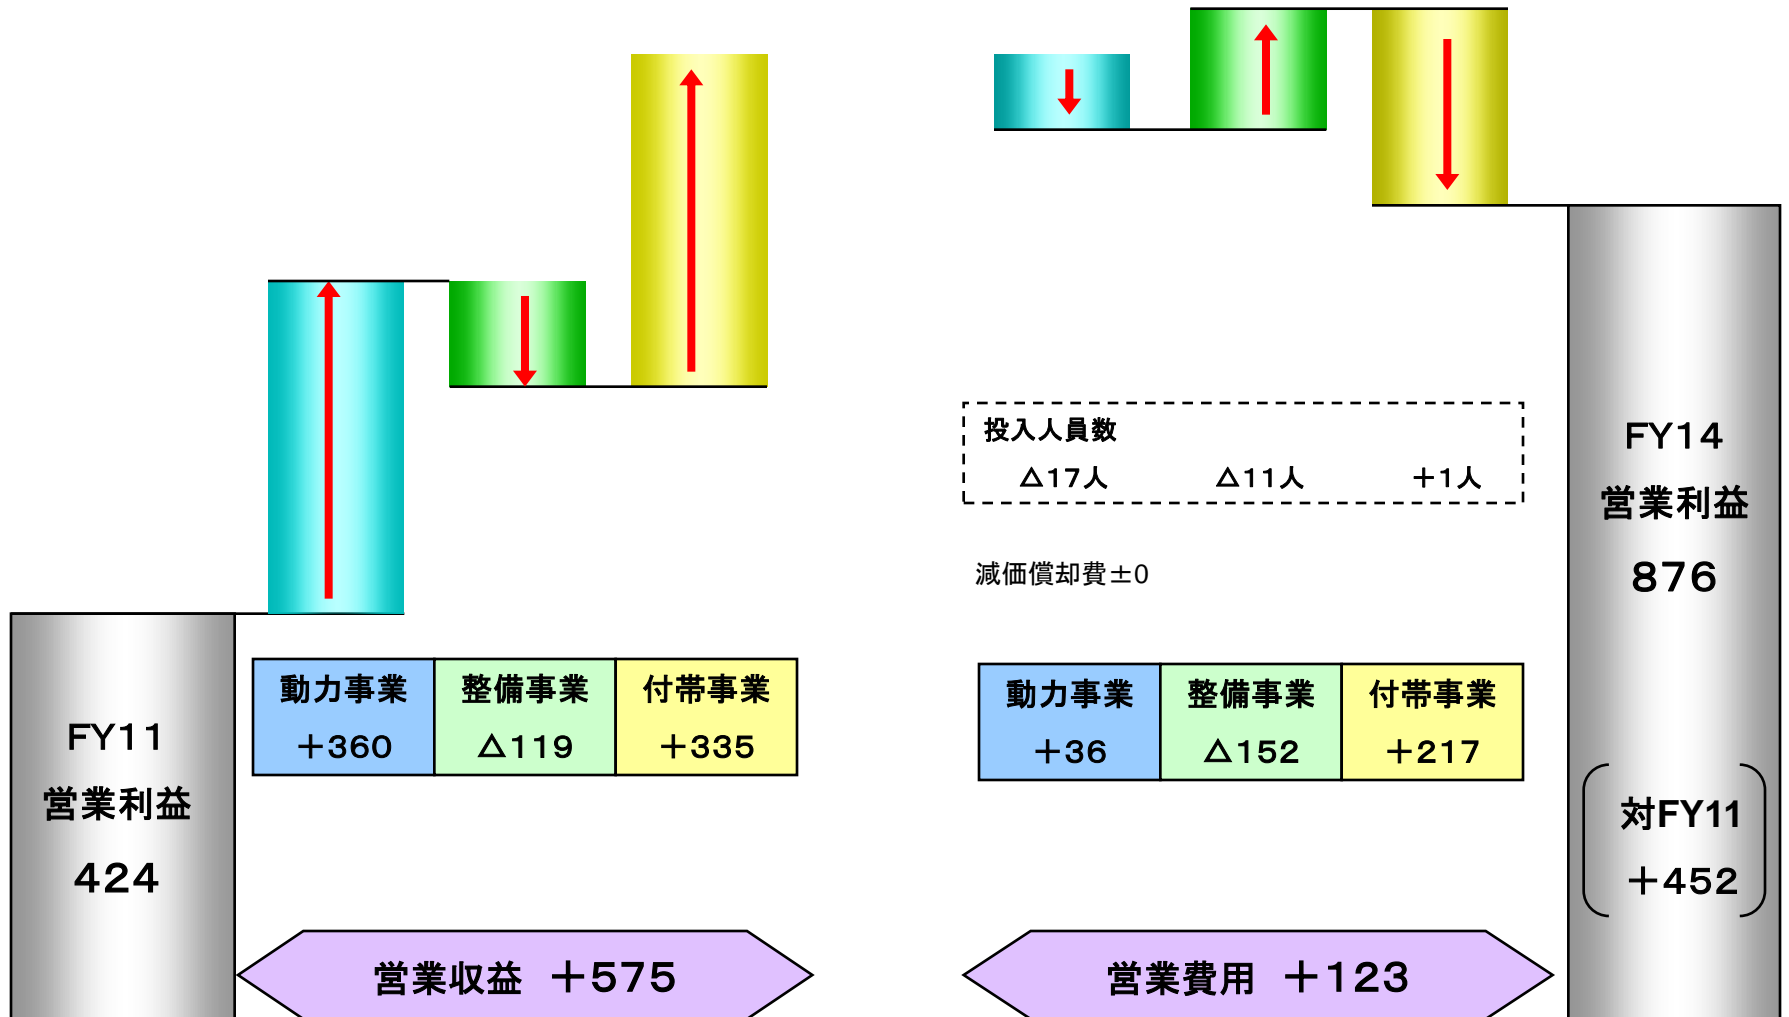 投入人員数
△17人 △11人 ＋1人
減価償却費±0
動力事業 整備事業 付帯事業
＋360 △119 ＋335
動力事業 整備事業 付帯事業
＋36 △152 ＋217
FY11
営業利益
424
FY14
営業利益
876
対FY11
＋452
営業収益 ＋575
営業費用 ＋123